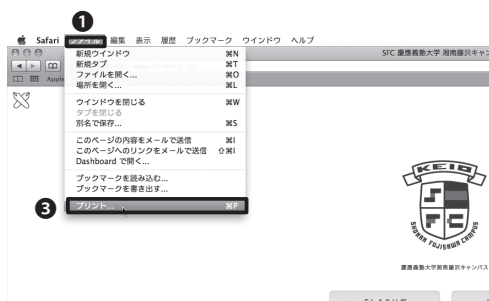 ❶
Safari ファイル 編集 表示 履歴 ブックマーク ウインドウ ヘルプ
SFC 慶應義塾大学 湘南藤沢キャン
新規ウインドウ ⌘N
新規タブ ⌘T
ファイルを開く... ⌘O
場所を開く... ⌘L
Apple
ウインドウを閉じる ⌘W
タブを閉じる
別名で保存... ⌘S
このページの内容をメールで送信 ⌘I
このページへのリンクをメールで送信 ⇧⌘I
Dashboard で開く...
ブックマークを読み込む...
ブックマークを書き出す...
❸ プリント... ⌘P
KEIO
SFC
SHONAN FUJISAWA CAMPUS
慶應義塾大学湘南藤沢キャンパス